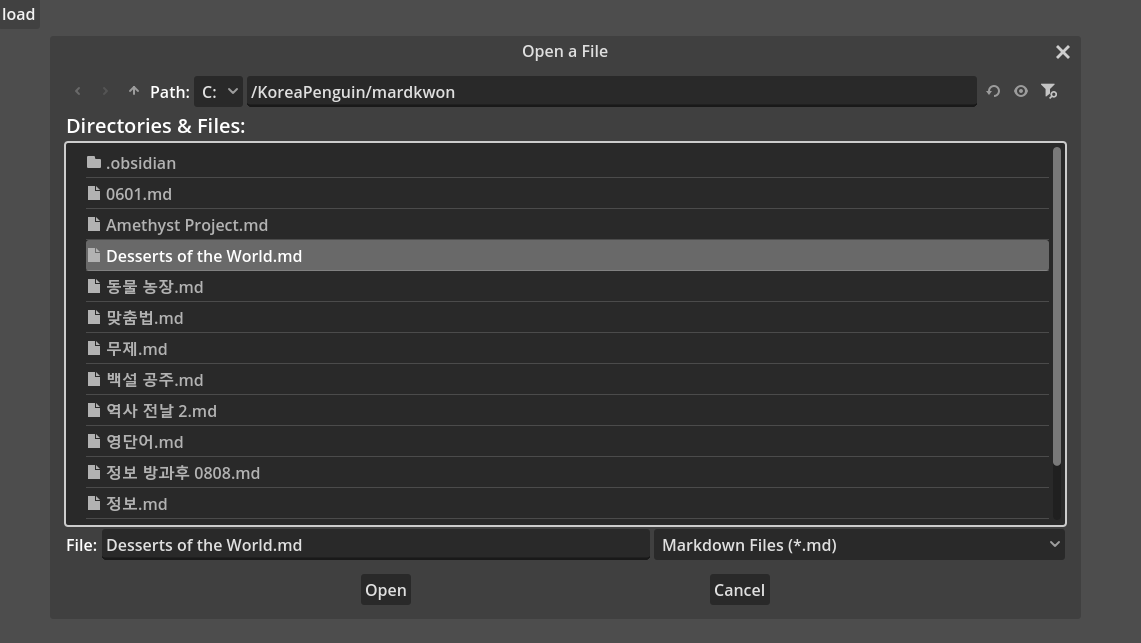 load
Open a File
Path: C: /KoreaPenguin/mardkwon
Directories & Files:
.obsidian
0601.md
Amethyst Project.md
Desserts of the World.md
동물 농장.md
맞춤법.md
무제.md
백설 공주.md
역사 전날 2.md
영단어.md
정보 방과후 0808.md
정보.md
File: Desserts of the World.md Markdown Files (*.md)
Open Cancel